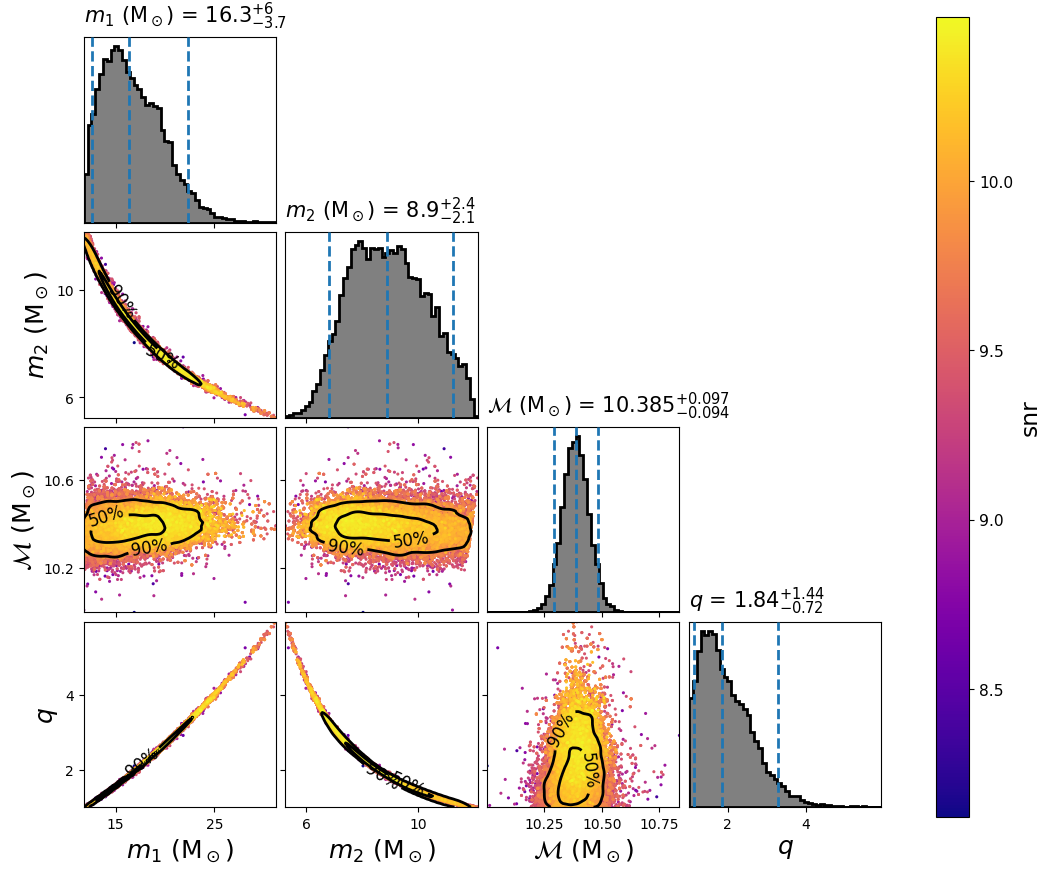 m₁ (M⊙) = 16.3⁺⁶₋₃.₇
m₂ (M⊙) = 8.9⁺²·⁴₋₂.₁
ℳ (M⊙) = 10.385⁺⁰·⁰⁹⁷₋₀.₀₉₄
q = 1.84⁺¹·⁴⁴₋₀.₇₂
m₂ (M⊙)
10
6
90%
50%
ℳ (M⊙)
10.6
10.2
50%
90%
90%
50%
q
4
2
90%
90%
50%
90%
50%
15
25
6
10
10.25
10.50
10.75
2
4
m₁ (M⊙)
m₂ (M⊙)
ℳ (M⊙)
q
10.0
9.5
9.0
8.5
snr